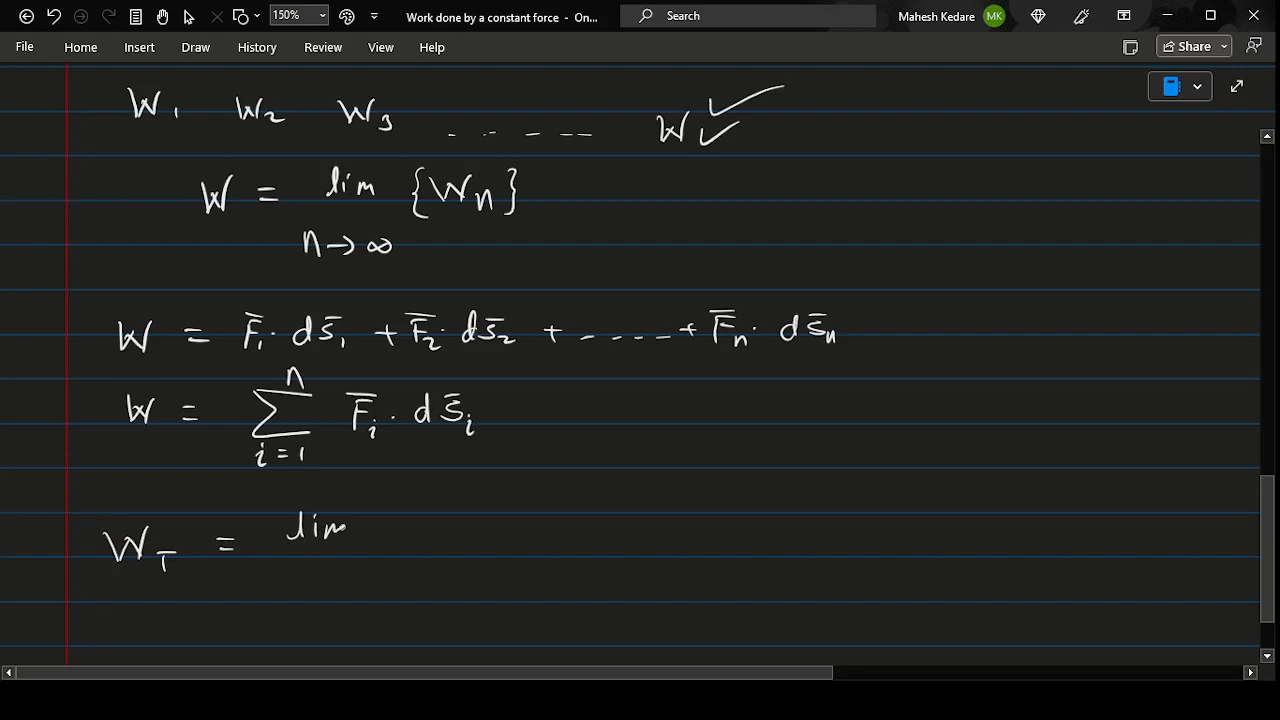 150% Work done by a constant force - On... Search Mahesh Kedare MK
File Home Insert Draw History Review View Help Share
W₁ W₂ W₃ . . . . . . W
W = lim {Wₙ}
n → ∞
W = F̄₁ · ds̄₁ + F̄₂ · ds̄₂ + - - - - + F̄ₙ · ds̄ₙ
n
W = Σ F̄ᵢ · ds̄ᵢ
i = 1
W_T = lim